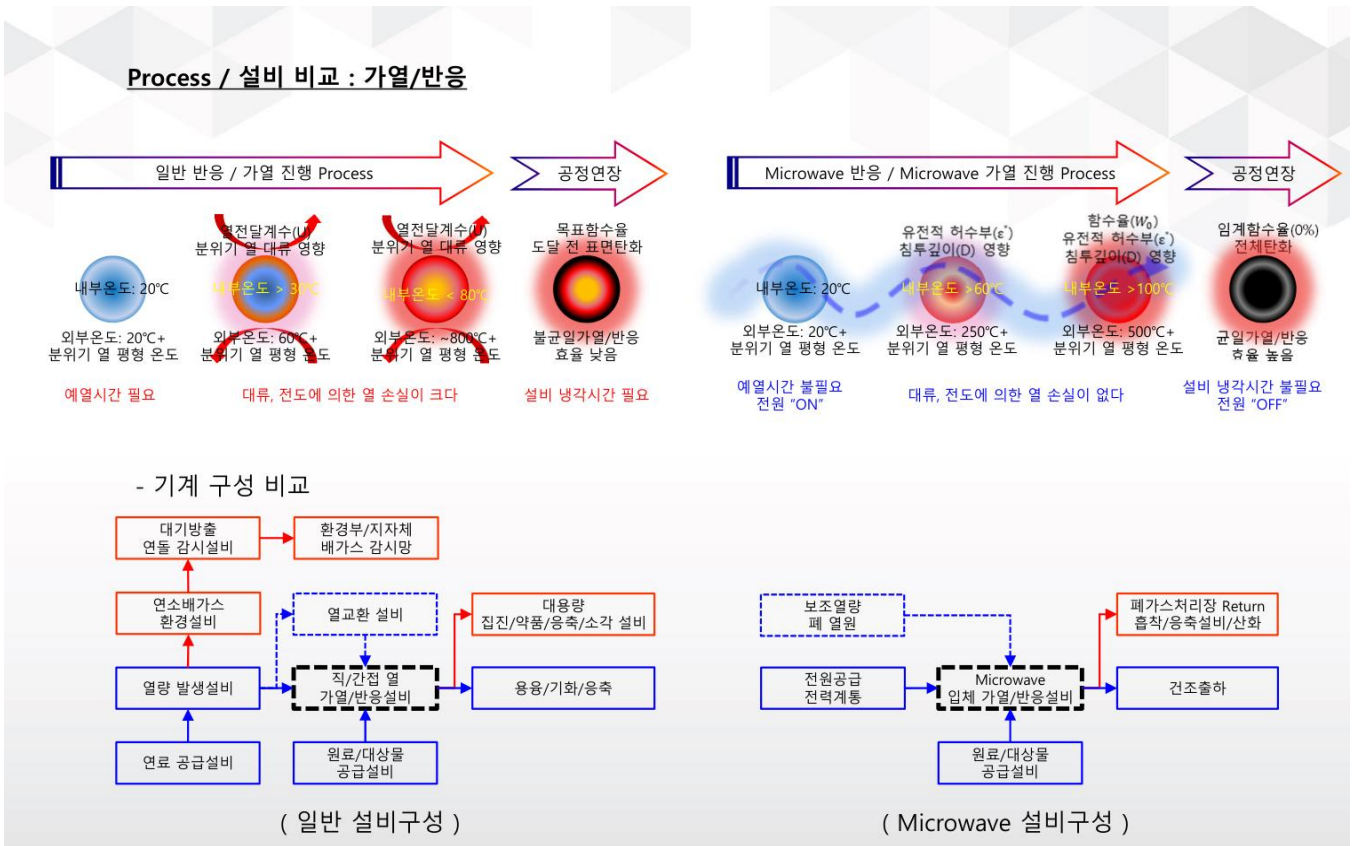 Process / 설비 비교 : 가열/반응
일반 반응 / 가열 진행 Process
공정연장
열전달계수(U)
분위기 열 대류 영향
열전달계수(U)
분위기 열 대류 영향
목표함수율
도달 전 표면탄화
내부온도: 20℃
내부온도 > 30℃
내부온도 < 80℃
외부온도: 20℃+
분위기 열 평형 온도
외부온도: 60℃+
분위기 열 평형 온도
외부온도: ~800℃+
분위기 열 평형 온도
불균일가열/반응
효율 낮음
예열시간 필요
대류, 전도에 의한 열 손실이 크다
설비 냉각시간 필요
Microwave 반응 / Microwave 가열 진행 Process
공정연장
유전적 허수부(ε″)
침투깊이(D) 영향
함수율(W₀)
유전적 허수부(ε″)
침투깊이(D) 영향
임계함수율(0%)
전체탄화
내부온도: 20℃
내부온도 >60℃
내부온도 >100℃
외부온도: 20℃+
분위기 열 평형 온도
외부온도: 250℃+
분위기 열 평형 온도
외부온도: 500℃+
분위기 열 평형 온도
균일가열/반응
효율 높음
예열시간 불필요
전원 “ON”
대류, 전도에 의한 열 손실이 없다
설비 냉각시간 불필요
전원 “OFF”
- 기계 구성 비교
대기방출
연돌 감시설비
환경부/지자체
배가스 감시망
연소배가스
환경설비
열교환 설비
대용량
집진/약품/응축/소각 설비
열량 발생설비
직/간접 열
가열/반응설비
용융/기화/응축
연료 공급설비
원료/대상물
공급설비
( 일반 설비구성 )
보조열량
폐 열원
폐가스처리장 Return
흡착/응축설비/산화
전원공급
전력계통
Microwave
입체 가열/반응설비
건조출하
원료/대상물
공급설비
( Microwave 설비구성 )